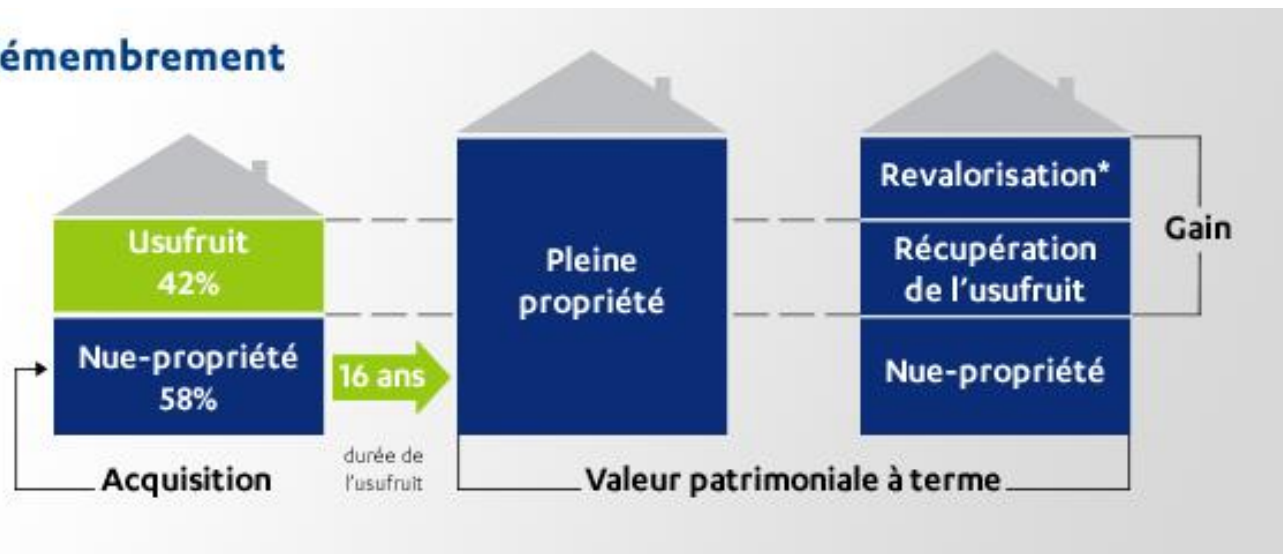 émembrement
Usufruit
42%
Nue-propriété
58%
Acquisition
16 ans
durée de
l'usufruit
Pleine
propriété
Revalorisation*
Récupération
de l'usufruit
Nue-propriété
Gain
Valeur patrimoniale à terme